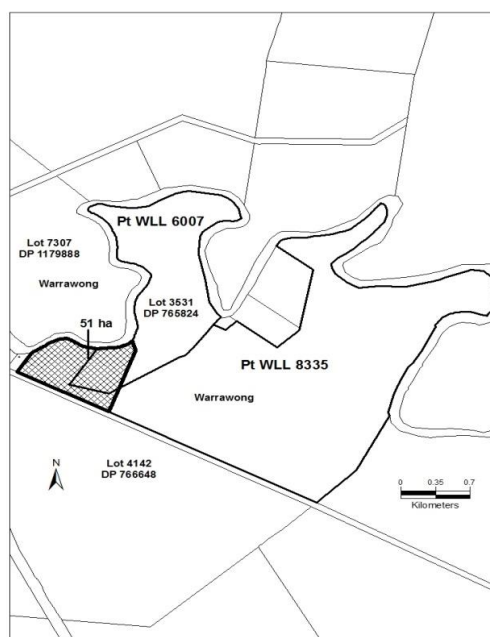 Pt WLL 6007
Lot 7307
DP 1179888
Warrawong
Lot 3531
DP 765824
51 ha
Pt WLL 8335
Warrawong
Lot 4142
DP 766648
N
0 0.35 0.7
Kilometers